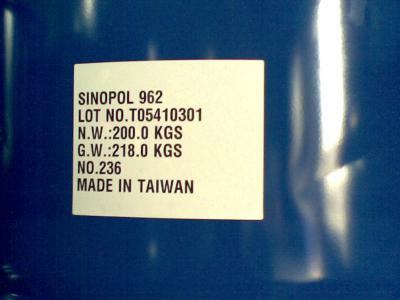 SINOPOL 962
LOT NO.T05410301
N.W.:200.0 KGS
G.W.:218.0 KGS
NO.236
MADE IN TAIWAN